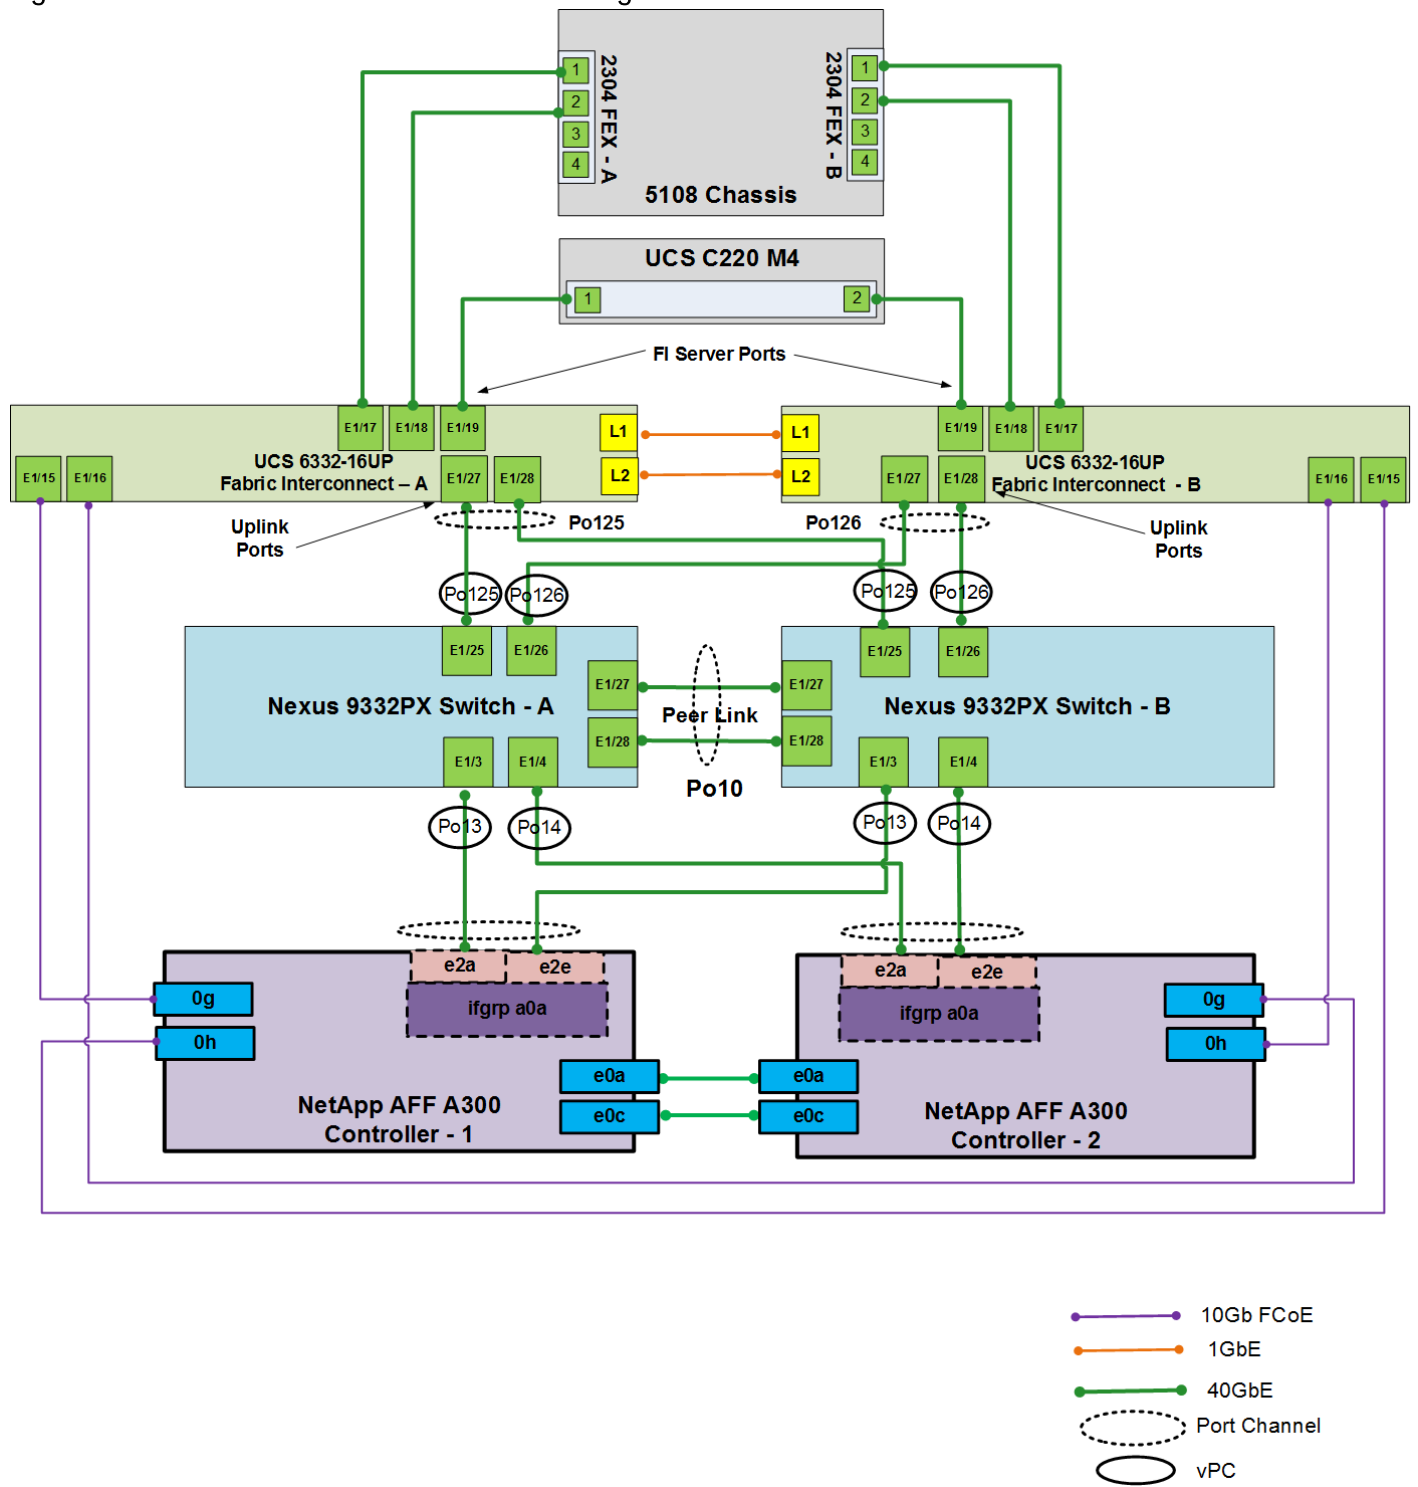 1
2
3
4
2304 FEX - A
1
2
3
4
2304 FEX - B
5108 Chassis
UCS C220 M4
1
2
FI Server Ports
E1/17
E1/18
E1/19
L1
L1
E1/19
E1/18
E1/17
E1/15
E1/16
UCS 6332-16UP
Fabric Interconnect – A
E1/27
E1/28
L2
L2
E1/27
E1/28
UCS 6332-16UP
Fabric Interconnect - B
E1/16
E1/15
Uplink
Ports
Po125
Po126
Uplink
Ports
Po125
Po126
Po125
Po126
E1/25
E1/26
E1/25
E1/26
Nexus 9332PX Switch - A
E1/27
E1/28
Peer Link
E1/27
E1/28
Nexus 9332PX Switch - B
E1/3
E1/4
Po10
E1/3
E1/4
Po13
Po14
Po13
Po14
e2a
e2e
ifgrp a0a
e2a
e2e
ifgrp a0a
0g
0h
0g
0h
e0a
e0c
e0a
e0c
NetApp AFF A300
Controller - 1
NetApp AFF A300
Controller - 2
10Gb FCoE
1GbE
40GbE
Port Channel
vPC